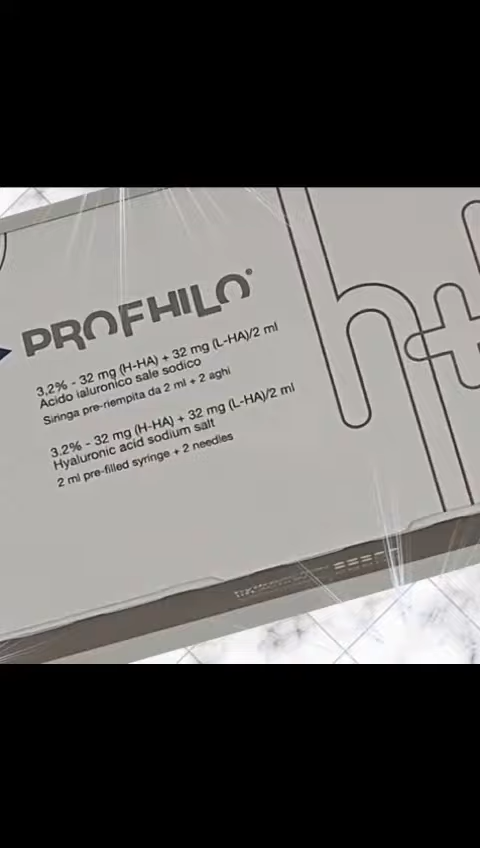 PROFHILO®
3,2% - 32 mg (H-HA) + 32 mg (L-HA)/2 ml
Acido ialuronico sale sodico
Siringa pre-riempita da 2 ml + 2 aghi
3.2% - 32 mg (H-HA) + 32 mg (L-HA)/2 ml
Hyaluronic acid sodium salt
2 ml pre-filled syringe + 2 needles
h+